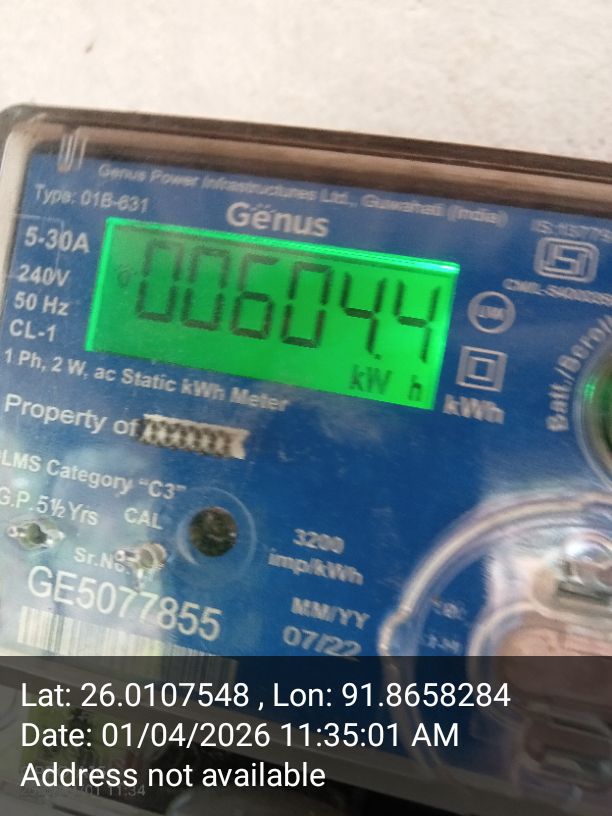 Genus Power Infrastructures Ltd., Guwahati (India)
Type: 01B-631
Genus
5-30A
240V
50 Hz
CL-1
1 Ph, 2 W, ac Static kWh Meter
00604.4
kW h
kWh
Property of
DLMS Category "C3"
G.P. 5½ Yrs
CAL
3200
imp/kWh
Sr.No
GE5077855
MM/YY
07/22
Lat: 26.0107548 , Lon: 91.8658284
Date: 01/04/2026 11:35:01 AM
Address not available